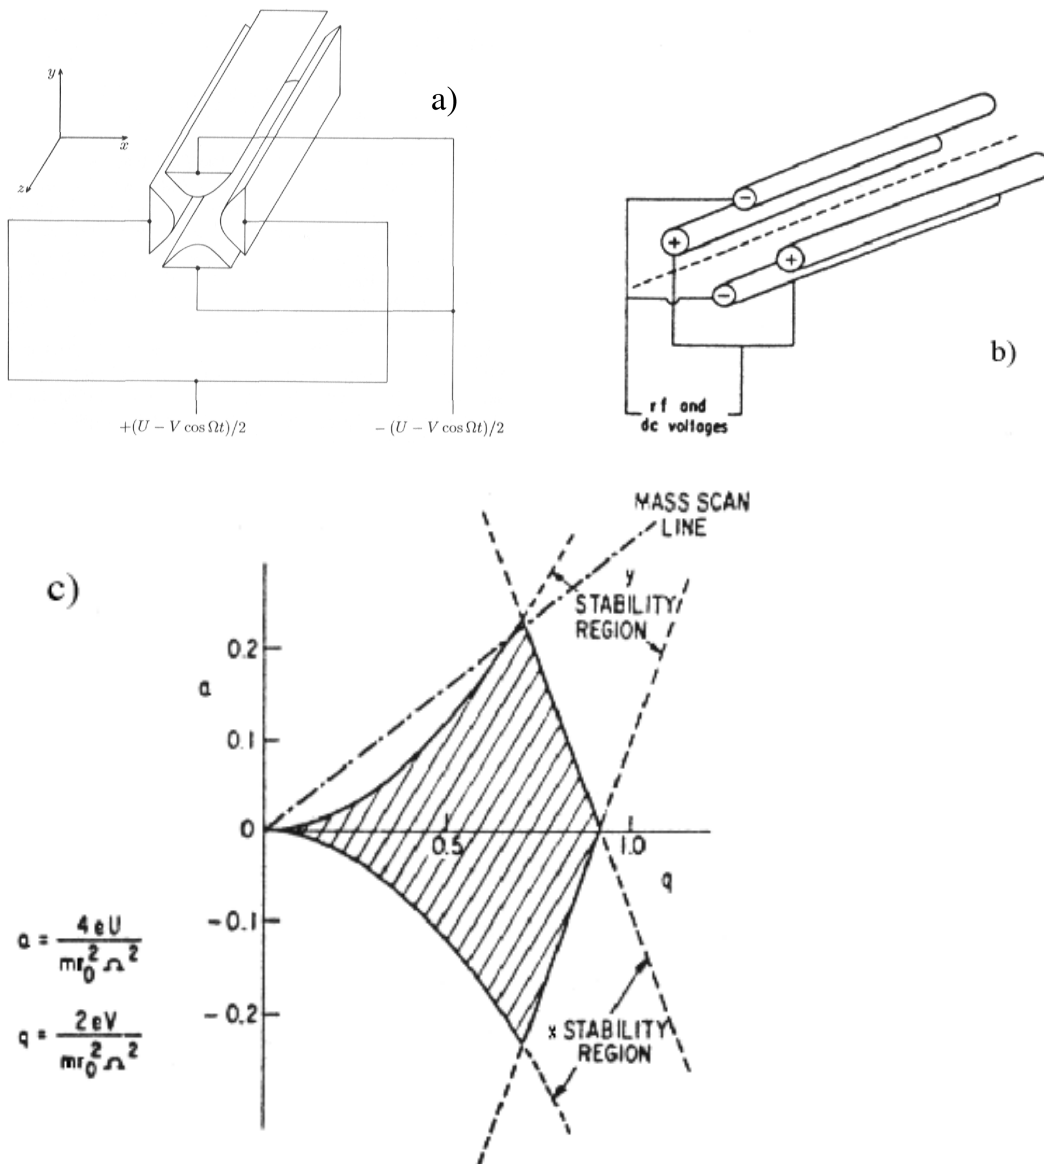 a)
y
x
z
+(U − V cos Ωt)/2
− (U − V cos Ωt)/2
b)
−
+
+
−
rf and
dc voltages
c)
MASS SCAN
LINE
y
STABILITY
REGION
0.2
a
0.1
0
0.5
1.0
q
−0.1
−0.2
a = 4eU / mr₀²Ω²
q = 2eV / mr₀²Ω²
x STABILITY
REGION